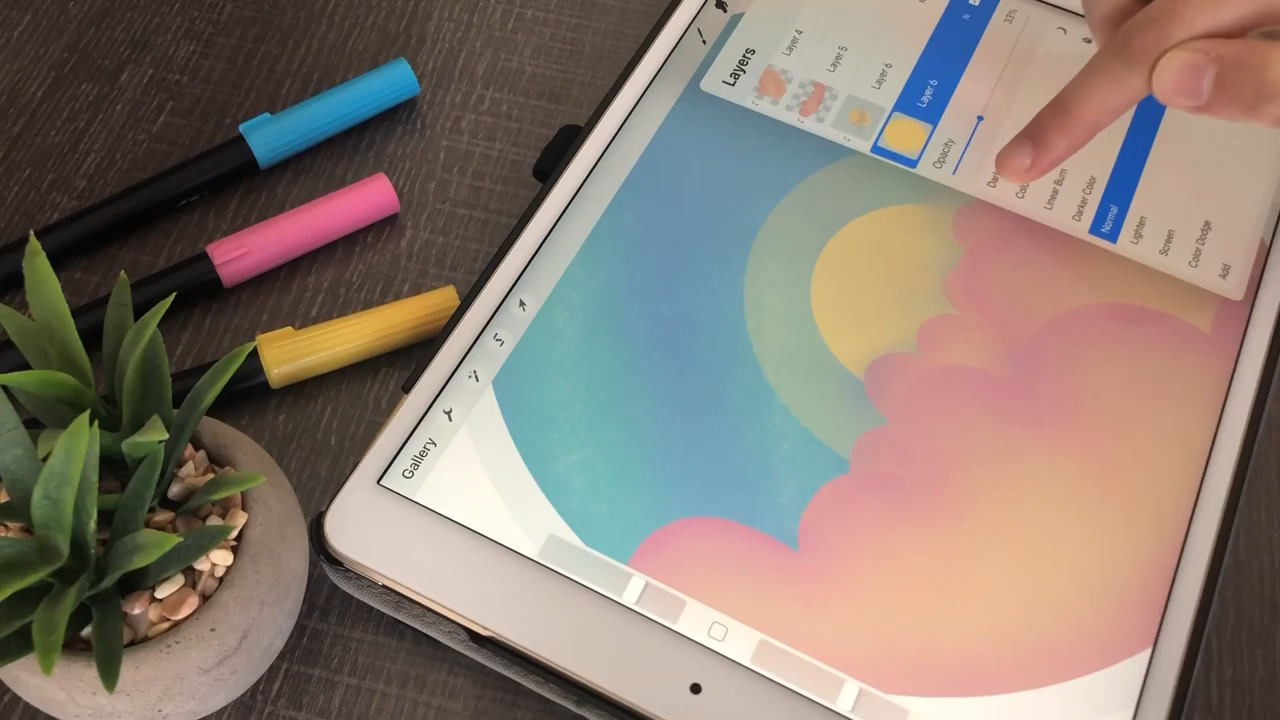 Gallery
Layers
Layer 4
Layer 5
Layer 6
N
Layer 6
N
Opacity
33%
Linear Burn
Darker Color
Normal
Lighten
Screen
Color Dodge
Add